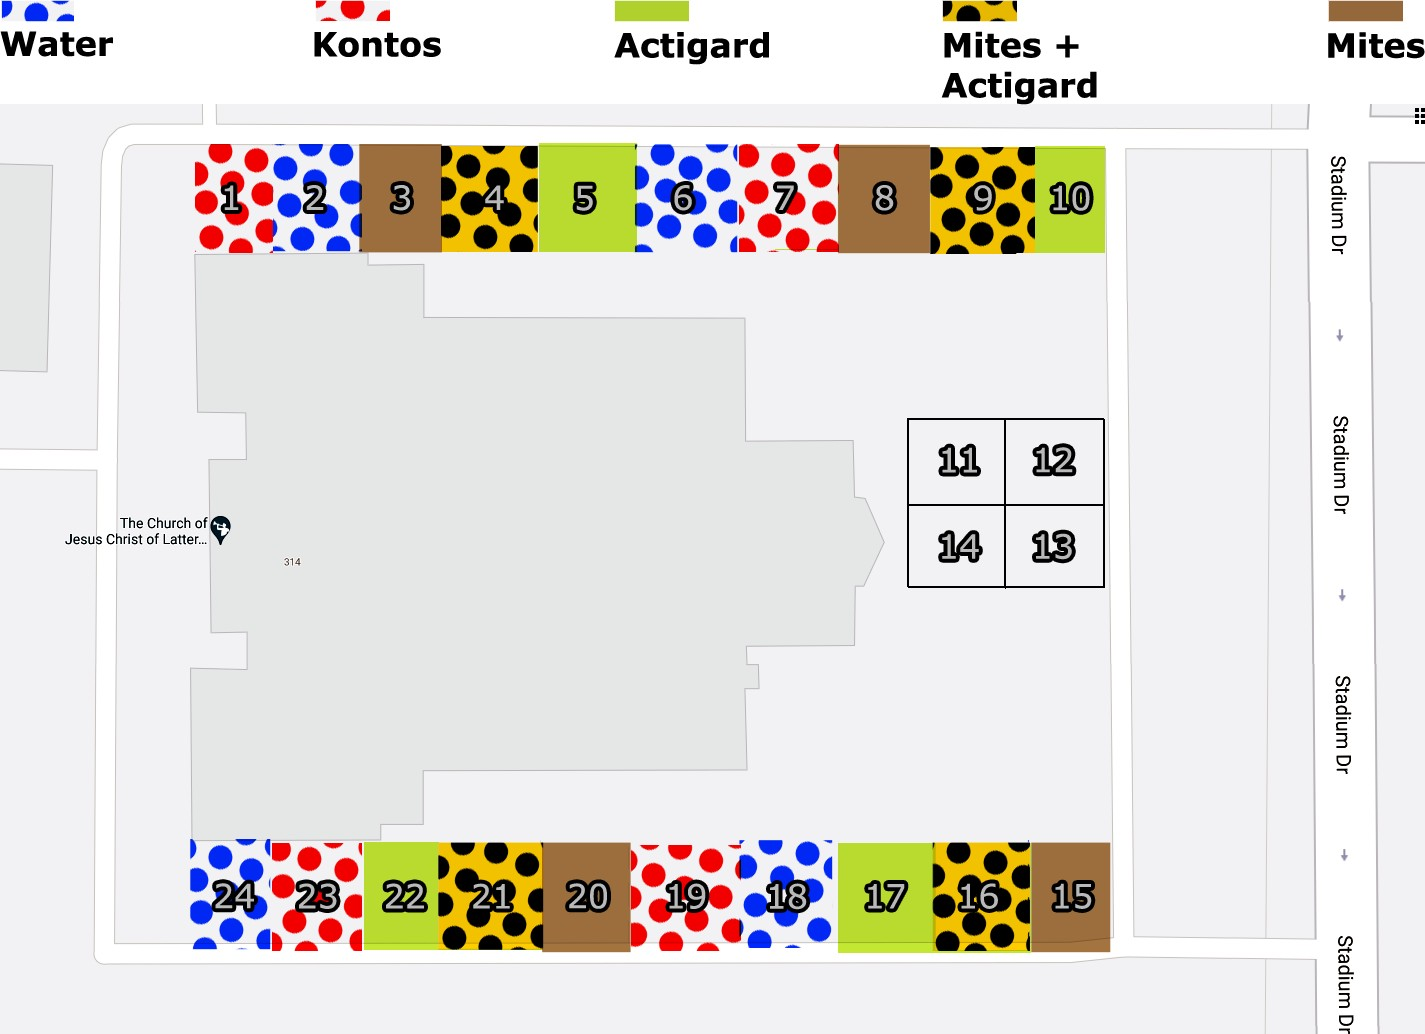 Water
Kontos
Actigard
Mites +
Actigard
Mites
1 2 3 4 5 6 7 8 9 10
Stadium Dr
11 12
14 13
Stadium Dr
The Church of
Jesus Christ of Latter...
314
Stadium Dr
24 23 22 21 20 19 18 17 16 15
Stadium Dr